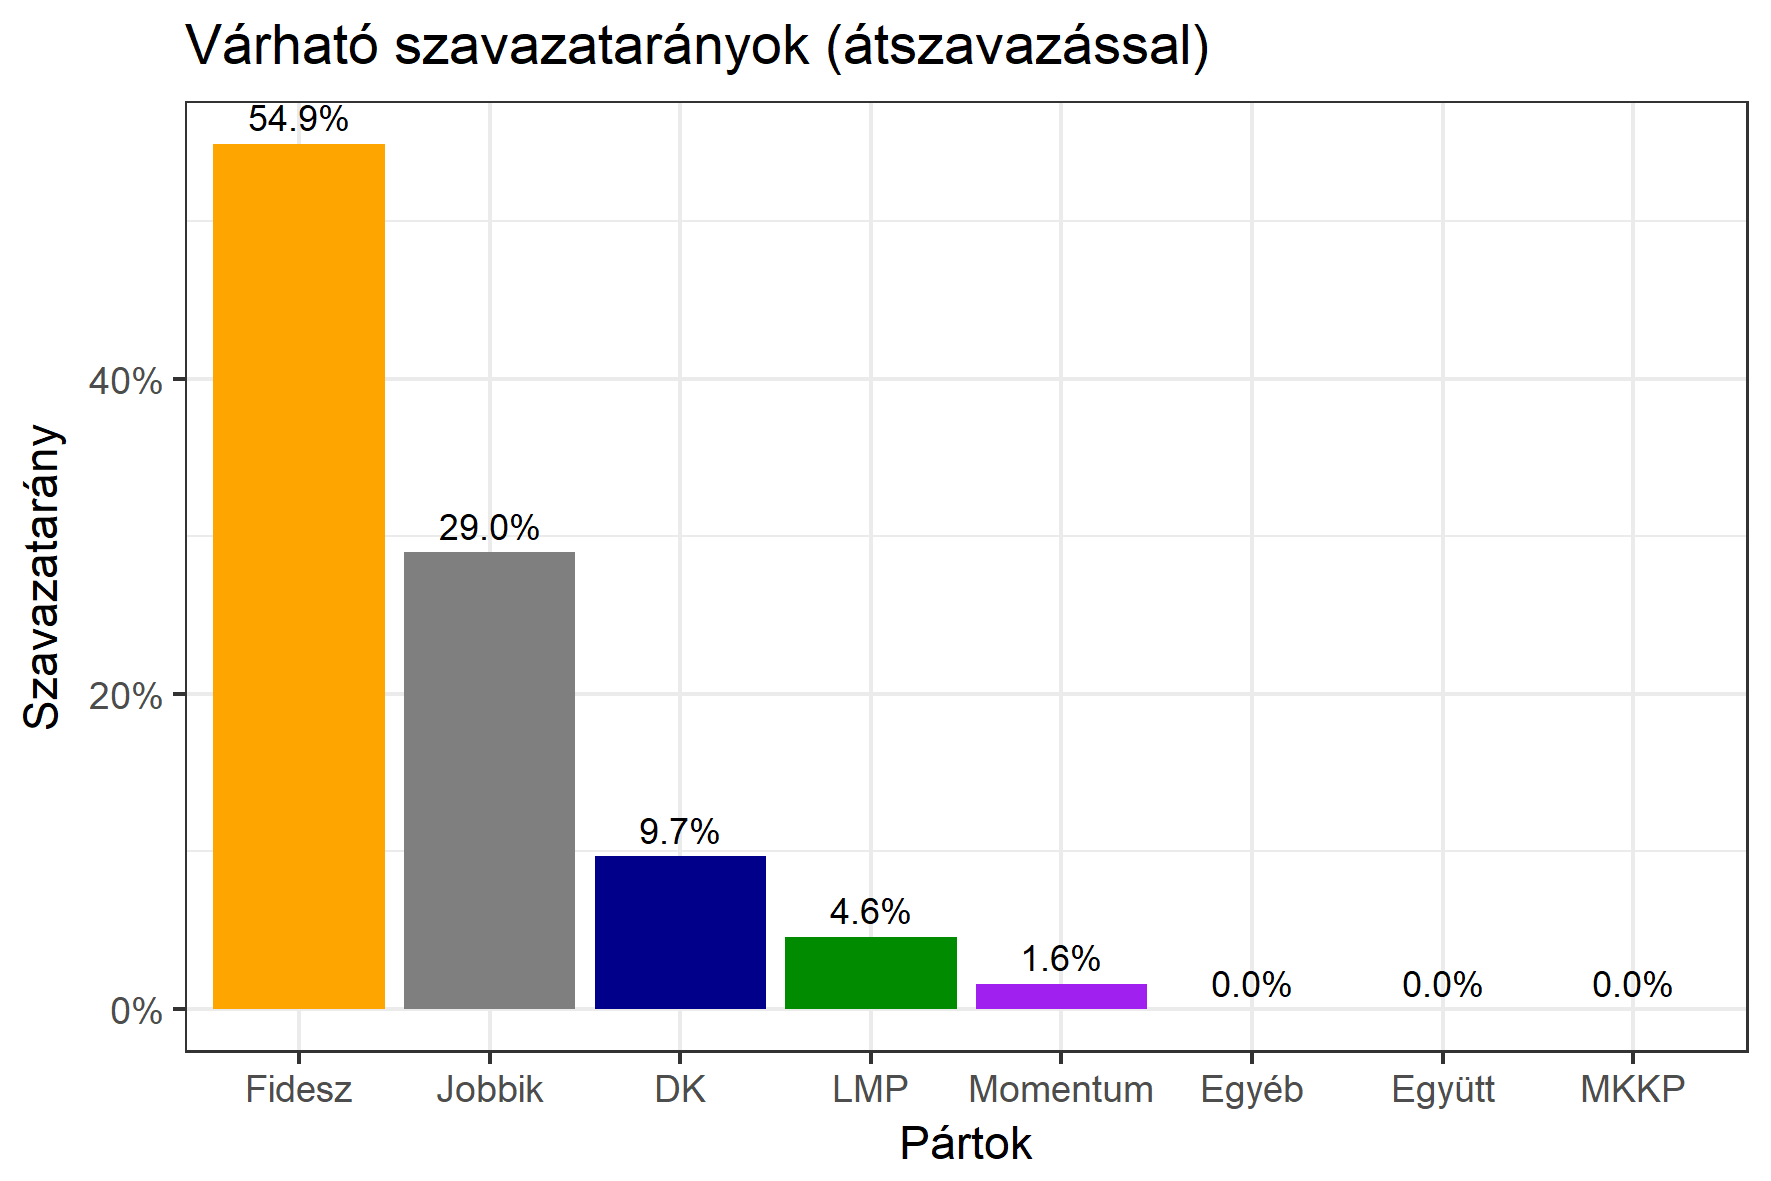 Várható szavazatarányok (átszavazással)
54.9%
29.0%
9.7%
4.6%
1.6%
0.0%
0.0%
0.0%
40%
20%
0%
Szavazatarány
Fidesz
Jobbik
DK
LMP
Momentum
Egyéb
Együtt
MKKP
Pártok